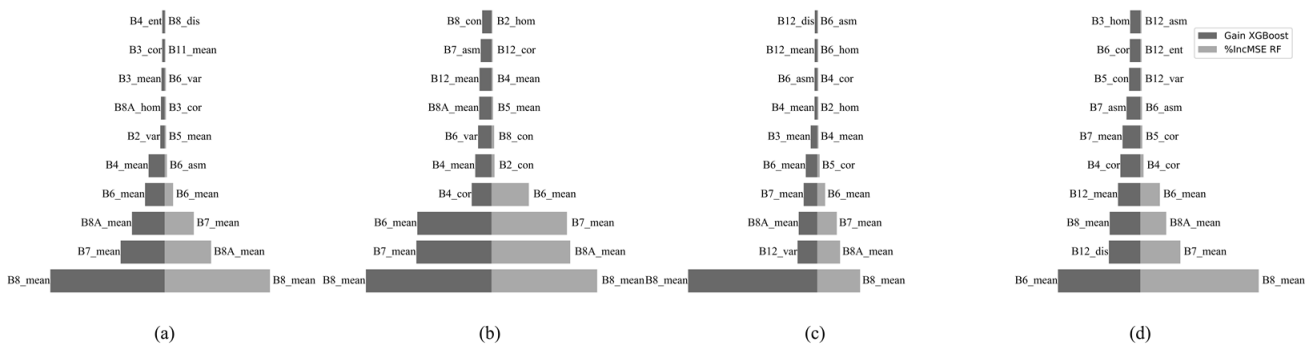 B4_ent B8_dis
B3_cor B11_mean
B3_mean B6_var
B8A_hom B3_cor
B2_var B5_mean
B4_mean B6_asm
B6_mean B6_mean
B8A_mean B7_mean
B7_mean B8A_mean
B8_mean B8_mean
(a)
B8_con B2_hom
B7_asm B12_cor
B12_mean B4_mean
B8A_mean B5_mean
B6_var B8_con
B4_mean B2_con
B4_cor B6_mean
B6_mean B7_mean
B7_mean B8A_mean
B8_mean B8_mean
(b)
B12_dis B6_asm
B12_mean B6_hom
B6_asm B4_cor
B4_mean B2_hom
B3_mean B4_mean
B6_mean B5_cor
B7_mean B6_mean
B8A_mean B7_mean
B12_var B8A_mean
B8_mean B8_mean
(c)
B3_hom B12_asm
B6_cor B12_ent
B5_con B12_var
B7_asm B6_asm
B7_mean B5_cor
B4_cor B4_cor
B12_mean B6_mean
B8_mean B8A_mean
B12_dis B7_mean
B6_mean B8_mean
(d)
Gain XGBoost
%IncMSE RF